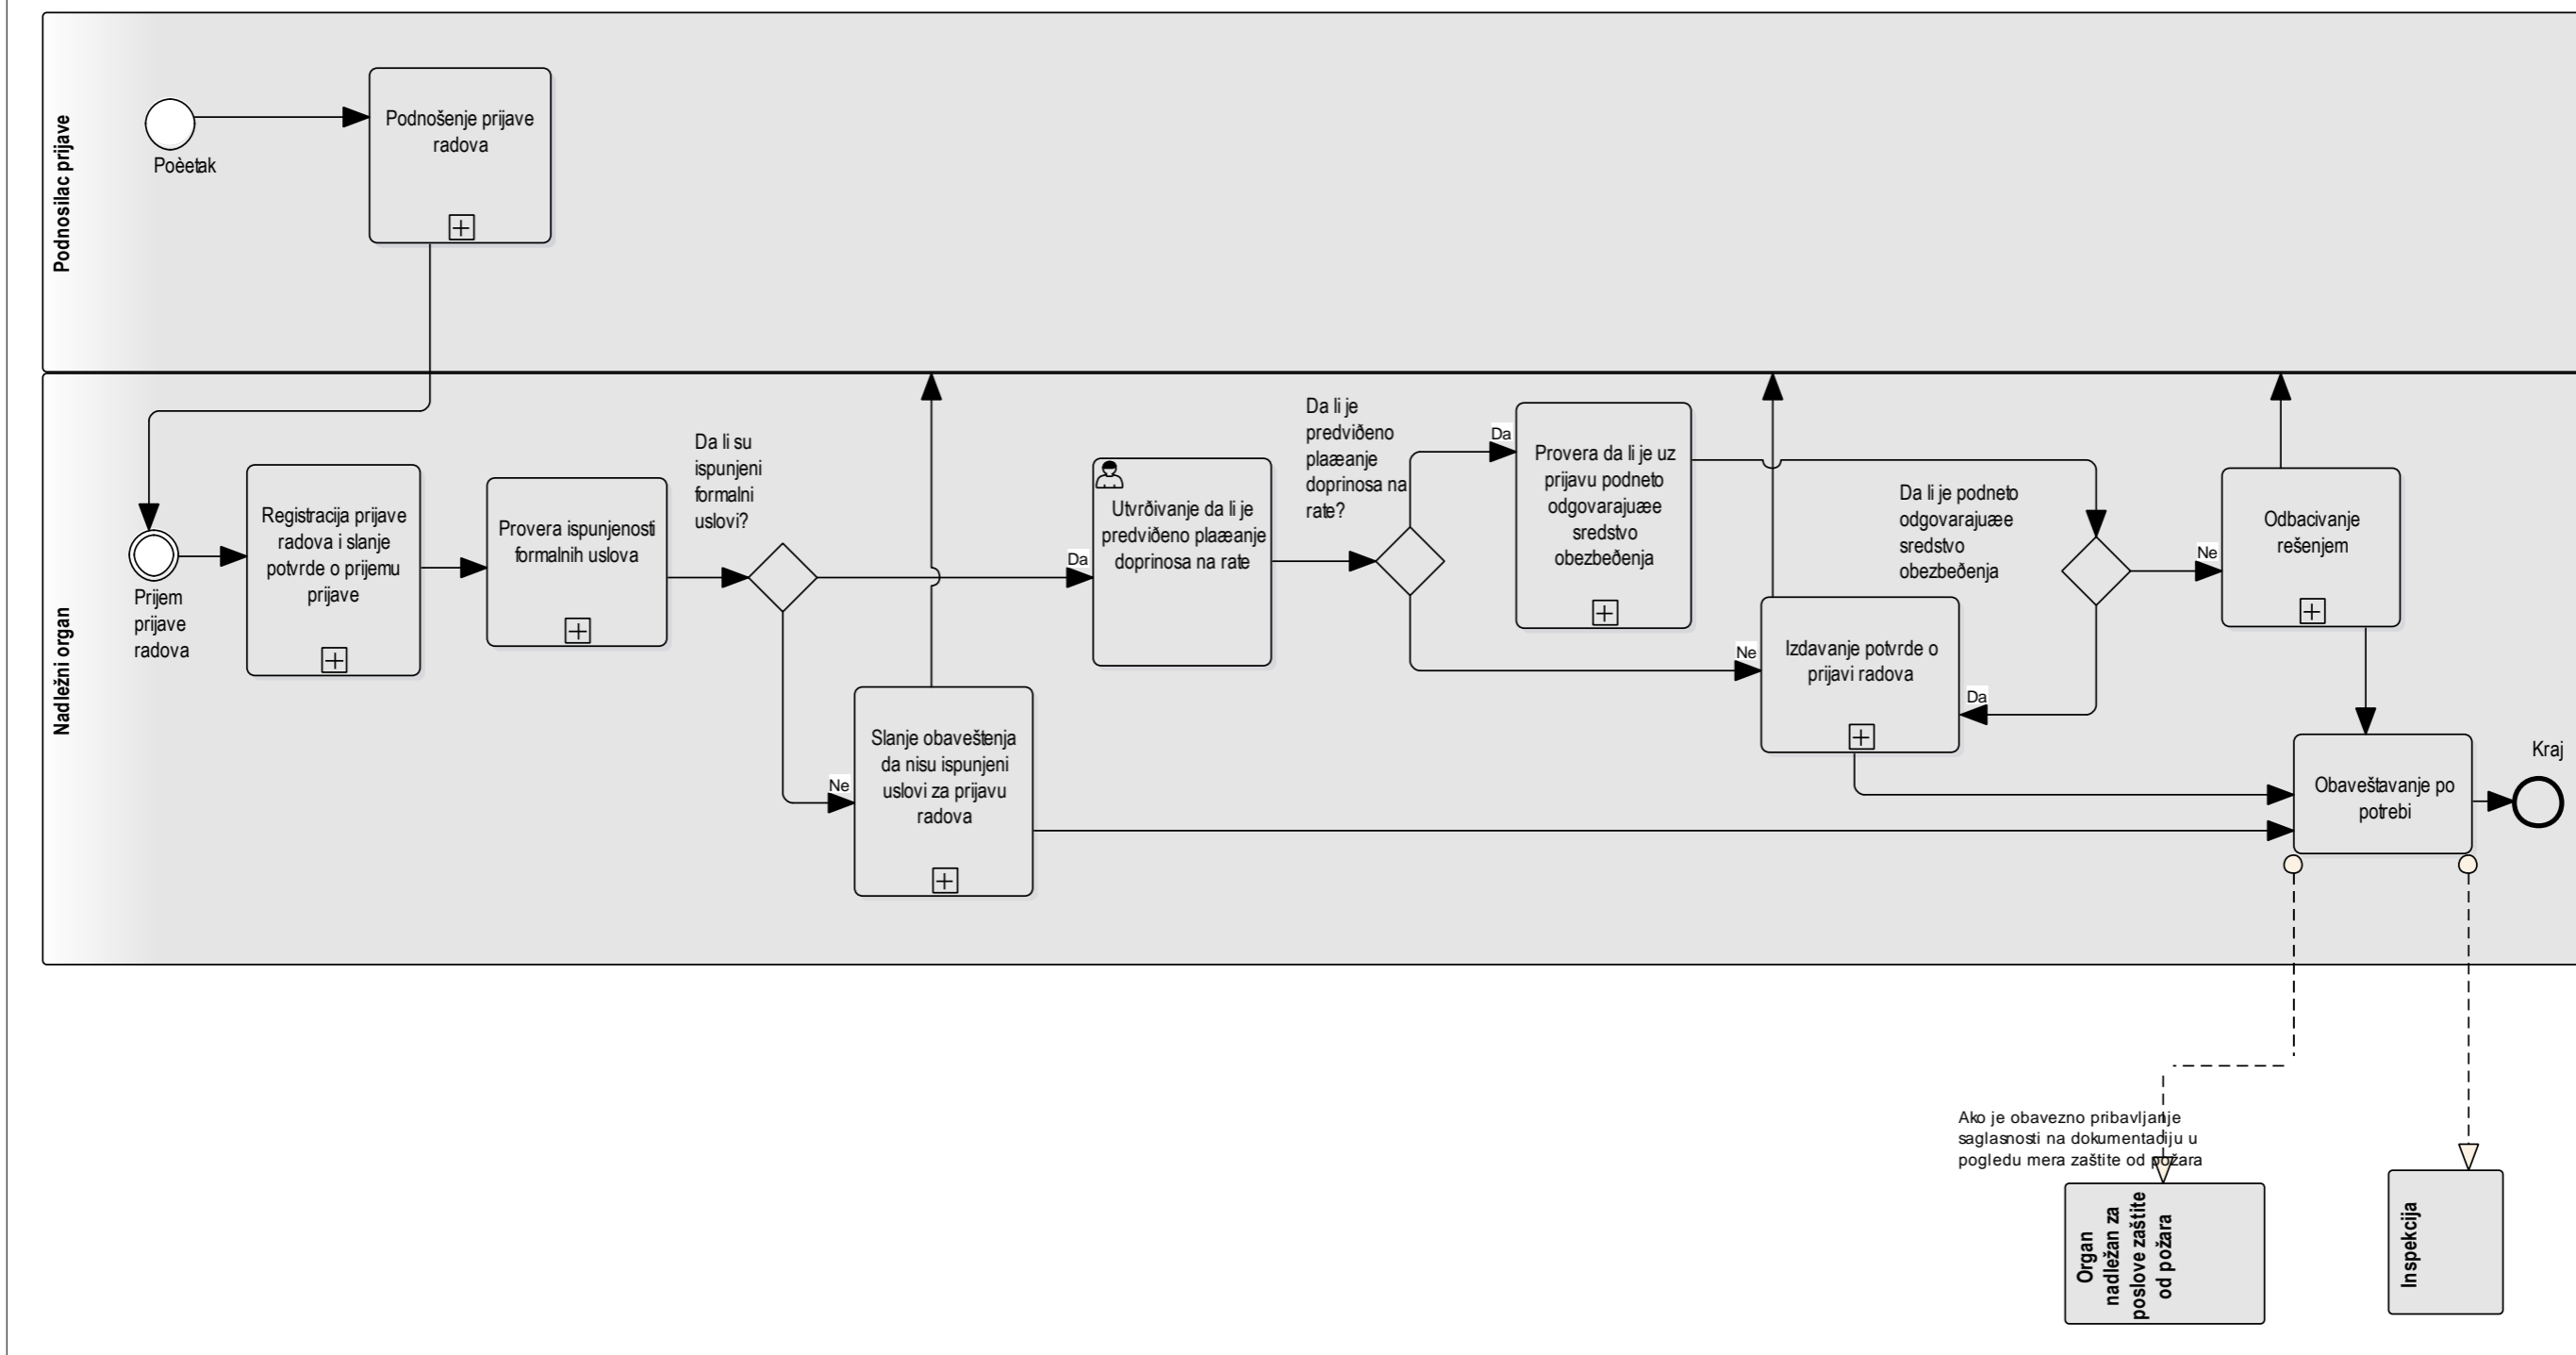 Podnosilac prijave
Poèetak
Podnošenje prijave
radova
Nadležni organ
Prijem
prijave
radova
Registracija prijave
radova i slanje
potvrde o prijemu
prijave
Provera ispunjenosti
formalnih uslova
Da li su
ispunjeni
formalni
uslovi?
Da
Ne
Slanje obaveštenja
da nisu ispunjeni
uslovi za prijavu
radova
Utvrðivanje da li je
predviðeno plaæanje
doprinosa na rate
Da li je
predviðeno
plaæanje
doprinosa na
rate?
Da
Ne
Provera da li je uz
prijavu podneto
odgovarajuæe
sredstvo
obezbeðenja
Izdavanje potvrde o
prijavi radova
Da li je podneto
odgovarajuæe
sredstvo
obezbeðenja
Ne
Da
Odbacivanje
rešenjem
Obaveštavanje po
potrebi
Kraj
Ako je obavezno pribavljanje
saglasnosti na dokumentaciju u
pogledu mera zaštite od požara
Organ
nadležan za
poslove zaštite
od požara
Inspekcija